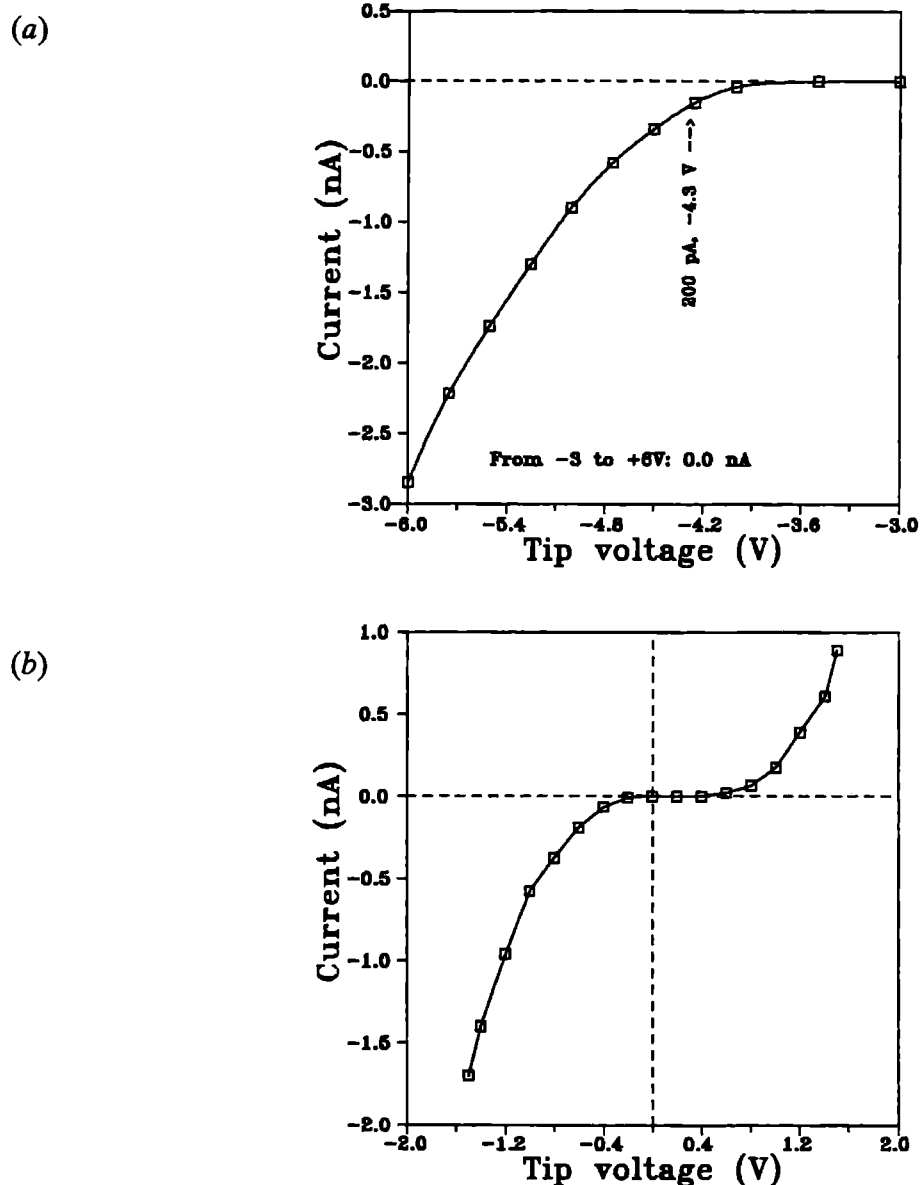 (a)
0.5
0.0
-0.5
-1.0
-1.5
-2.0
-2.5
-3.0
Current (nA)
200 pA, -4.3 V -->
From -3 to +6V: 0.0 nA
-6.0 -5.4 -4.8 -4.2 -3.6 -3.0
Tip voltage (V)
(b)
1.0
0.5
0.0
-0.5
-1.0
-1.5
-2.0
Current (nA)
-2.0 -1.2 -0.4 0.4 1.2 2.0
Tip voltage (V)